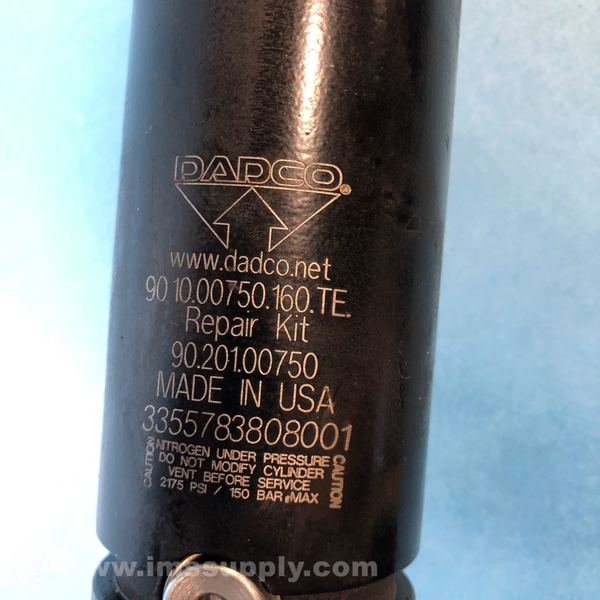 DADCO®
www.dadco.net
90.10.00750.160.TE.
Repair Kit
90.201.00750
MADE IN USA
3355783808001
CAUTION
NITROGEN UNDER PRESSURE
DO NOT MODIFY CYLINDER
VENT BEFORE SERVICE
2175 PSI / 150 BAR MAX
CAUTION
www.imssupply.com